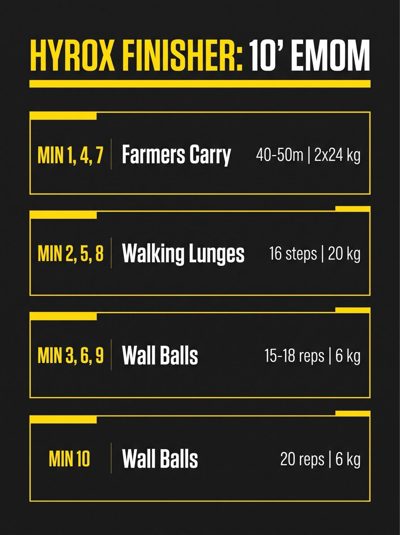 HYROX FINISHER: 10’ EMOM
MIN 1, 4, 7 Farmers Carry 40-50m | 2x24 kg
MIN 2, 5, 8 Walking Lunges 16 steps | 20 kg
MIN 3, 6, 9 Wall Balls 15-18 reps | 6 kg
MIN 10 Wall Balls 20 reps | 6 kg